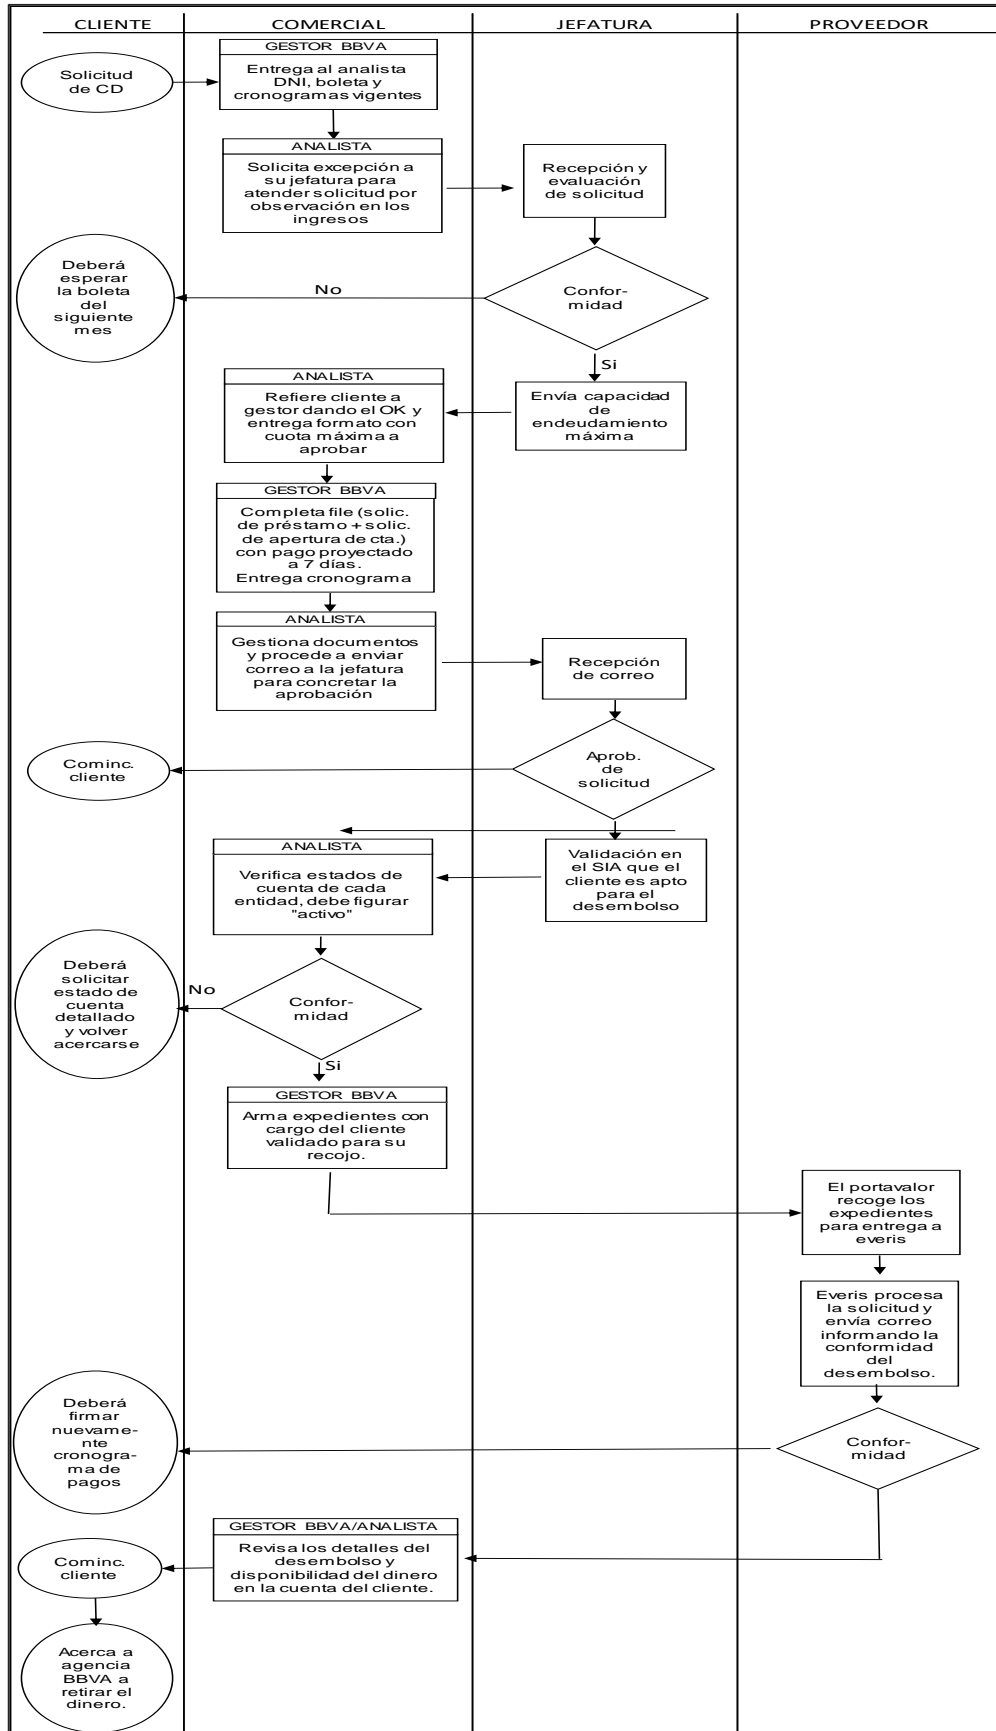 CLIENTE
COMERCIAL
JEFATURA
PROVEEDOR
Solicitud
de CD
GESTOR BBVA
Entrega al analista
DNI, boleta y
cronogramas vigentes
ANALISTA
Solicita excepción a
su jefatura para
atender solicitud por
observación en los
ingresos
Recepción y
evaluación
de solicitud
Deberá
esperar
la boleta
del
siguiente
mes
No
Confor-
midad
Si
ANALISTA
Refiere cliente a
gestor dando el OK y
entrega formato con
cuota máxima a
aprobar
Envía capacidad
de
endeudamiento
máxima
GESTOR BBVA
Completa file (solic.
de préstamo + solic.
de apertura de cta.)
con pago proyectado
a 7 días.
Entrega cronograma
ANALISTA
Gestiona documentos
y procede a enviar
correo a la jefatura
para concretar la
aprobación
Recepción
de correo
Cominc.
cliente
Aprob.
de
solicitud
ANALISTA
Verifica estados de
cuenta de cada
entidad, debe figurar
"activo"
Validación en
el SIA que el
cliente es apto
para el
desembolso
Deberá
solicitar
estado de
cuenta
detallado
y volver
acercarse
No
Confor-
midad
Si
GESTOR BBVA
Arma expedientes con
cargo del cliente
validado para su
recojo.
El portavalor
recoge los
expedientes
para entrega a
everis
Everis procesa
la solicitud y
envía correo
informando la
conformidad
del
desembolso.
Deberá
firmar
nuevame-
nte
cronogra-
ma de
pagos
Confor-
midad
GESTOR BBVA/ANALISTA
Revisa los detalles del
desembolso y
disponibilidad del dinero
en la cuenta del cliente.
Cominc.
cliente
Acerca a
agencia
BBVA a
retirar el
dinero.